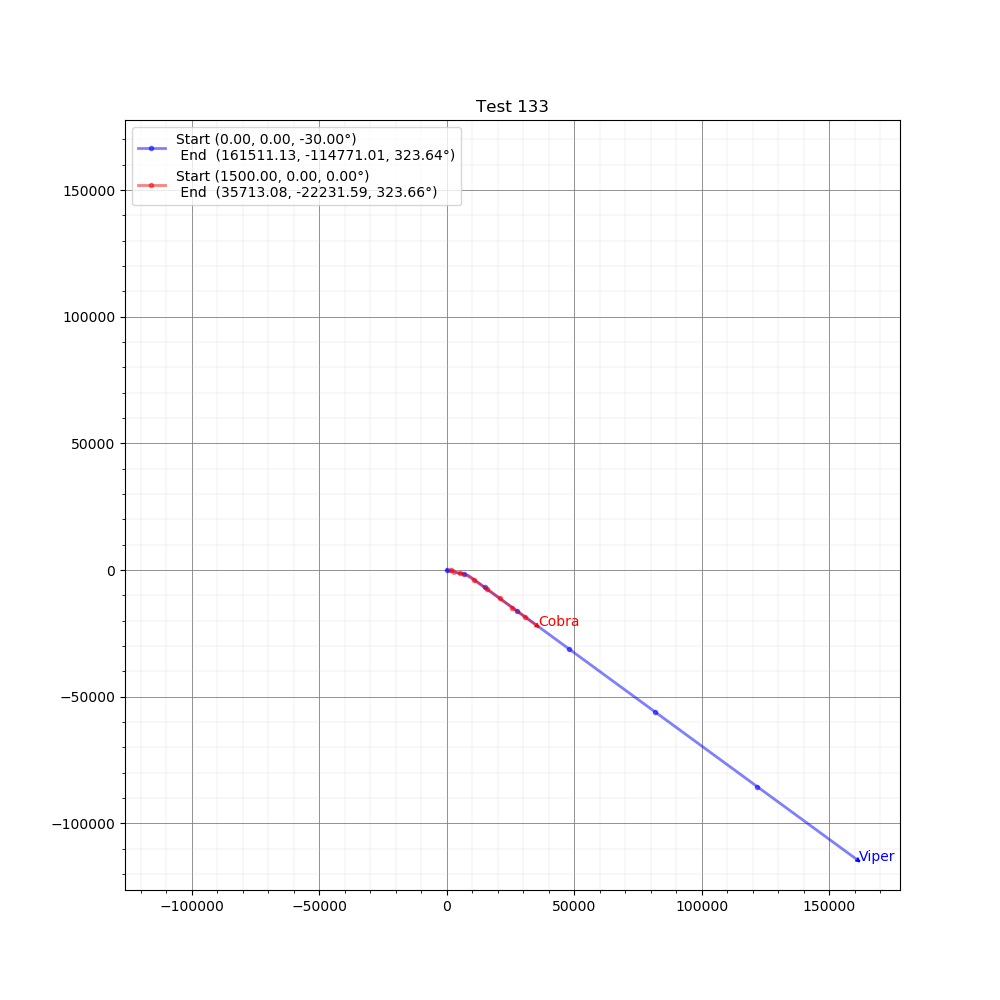 Test 133
Start (0.00, 0.00, -30.00°)
End  (161511.13, -114771.01, 323.64°)
Start (1500.00, 0.00, 0.00°)
End  (35713.08, -22231.59, 323.66°)
150000
100000
50000
0
−50000
−100000
Cobra
Viper
−100000
−50000
0
50000
100000
150000